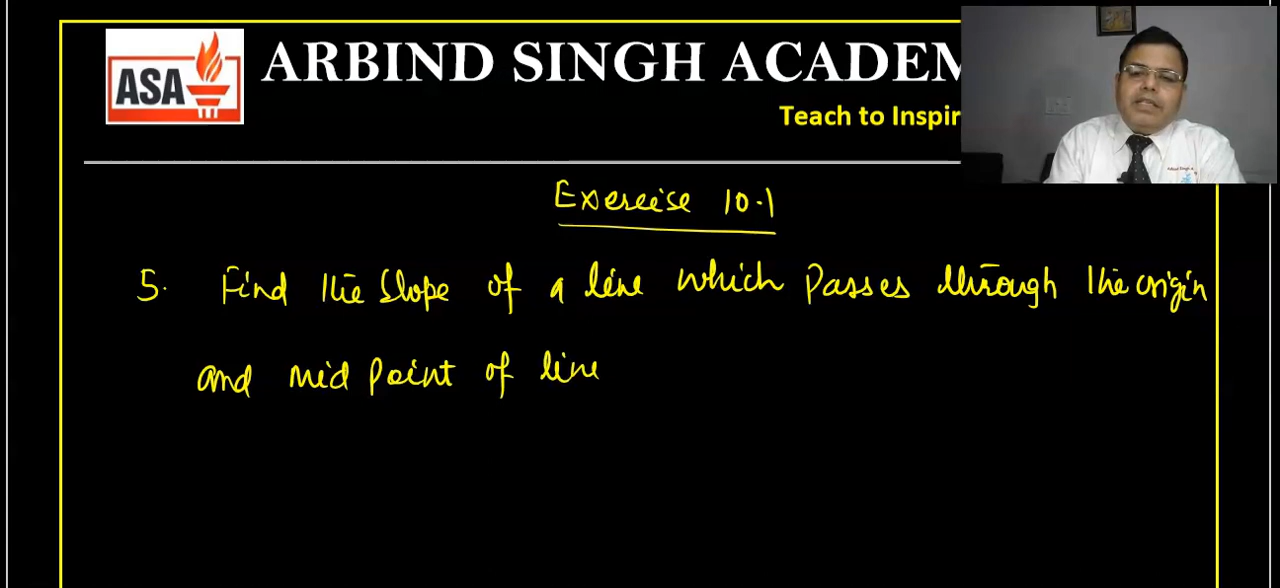 ASA
ARBIND SINGH ACADEM
Teach to Inspir
Exercise 10.1
5. Find the slope of a line which passes through the origin
and mid point of line